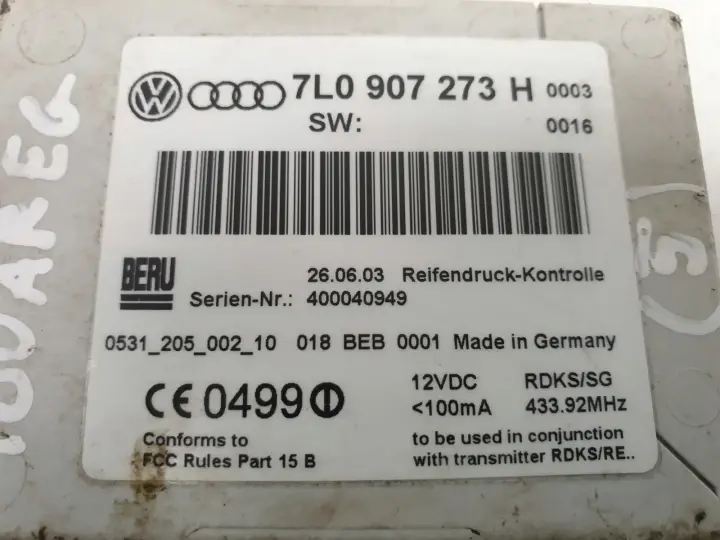 7L0 907 273 H 0003
SW: 0016
BERU
26.06.03 Reifendruck-Kontrolle
Serien-Nr.: 400040949
0531_205_002_10 018 BEB 0001 Made in Germany
CE 0499
12VDC RDKS/SG
<100mA 433.92MHz
Conforms to
FCC Rules Part 15 B
to be used in conjunction
with transmitter RDKS/RE..
TOUAREG
(5)